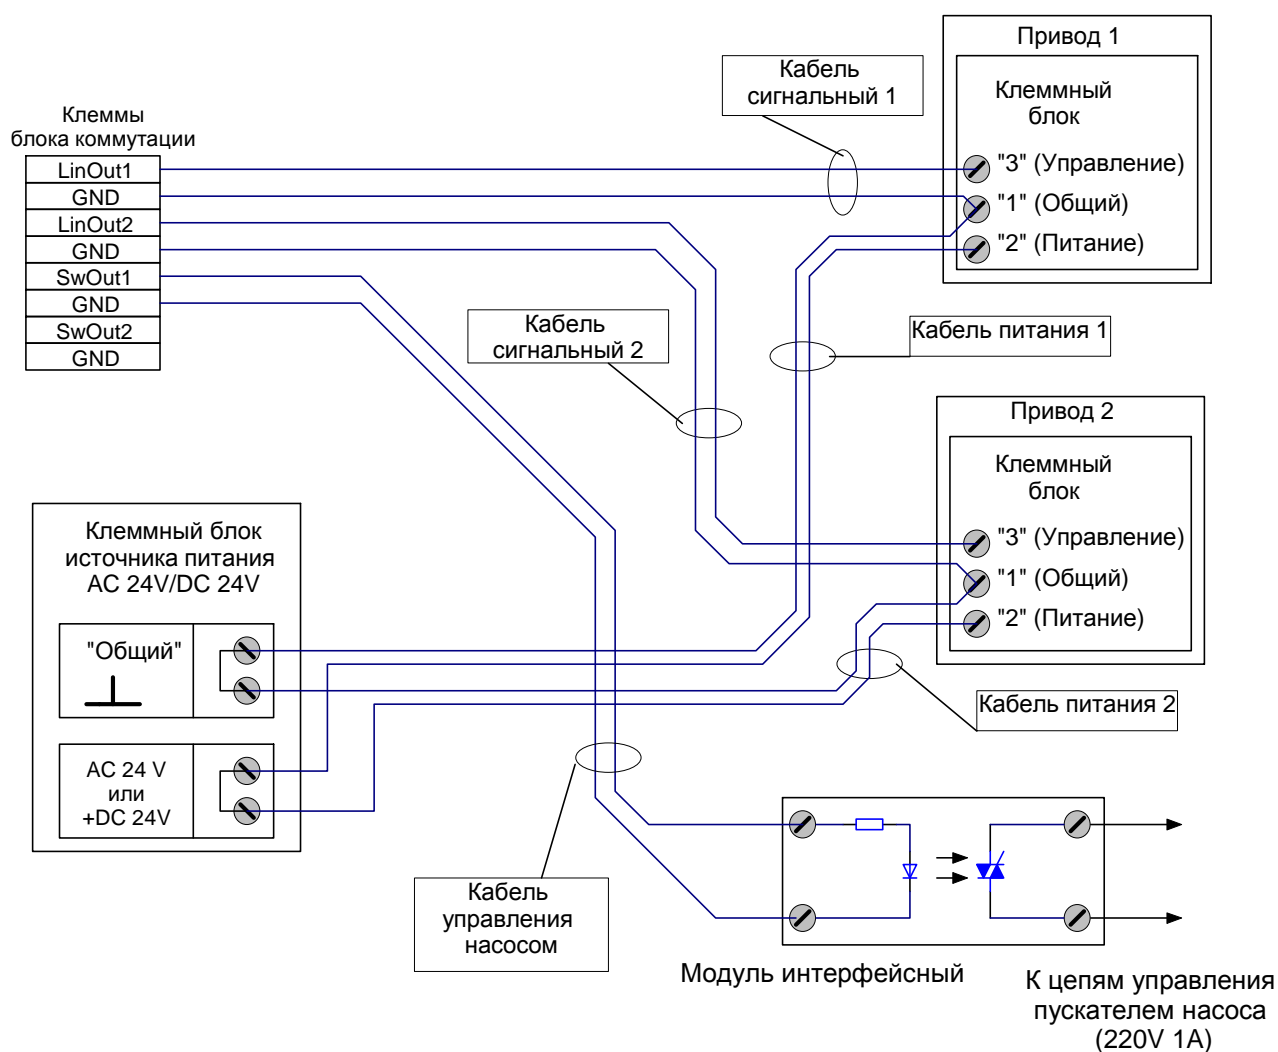 Привод 1
Клеммный
блок
"3" (Управление)
"1" (Общий)
"2" (Питание)
Кабель
сигнальный 1
Клеммы
блока коммутации
LinOut1
GND
LinOut2
GND
SwOut1
GND
SwOut2
GND
Кабель
сигнальный 2
Кабель питания 1
Привод 2
Клеммный
блок
"3" (Управление)
"1" (Общий)
"2" (Питание)
Кабель питания 2
Клеммный блок
источника питания
AC 24V/DC 24V
"Общий"
AC 24 V
или
+DC 24V
Кабель
управления
насосом
Модуль интерфейсный
К цепям управления
пускателем насоса
(220V 1A)